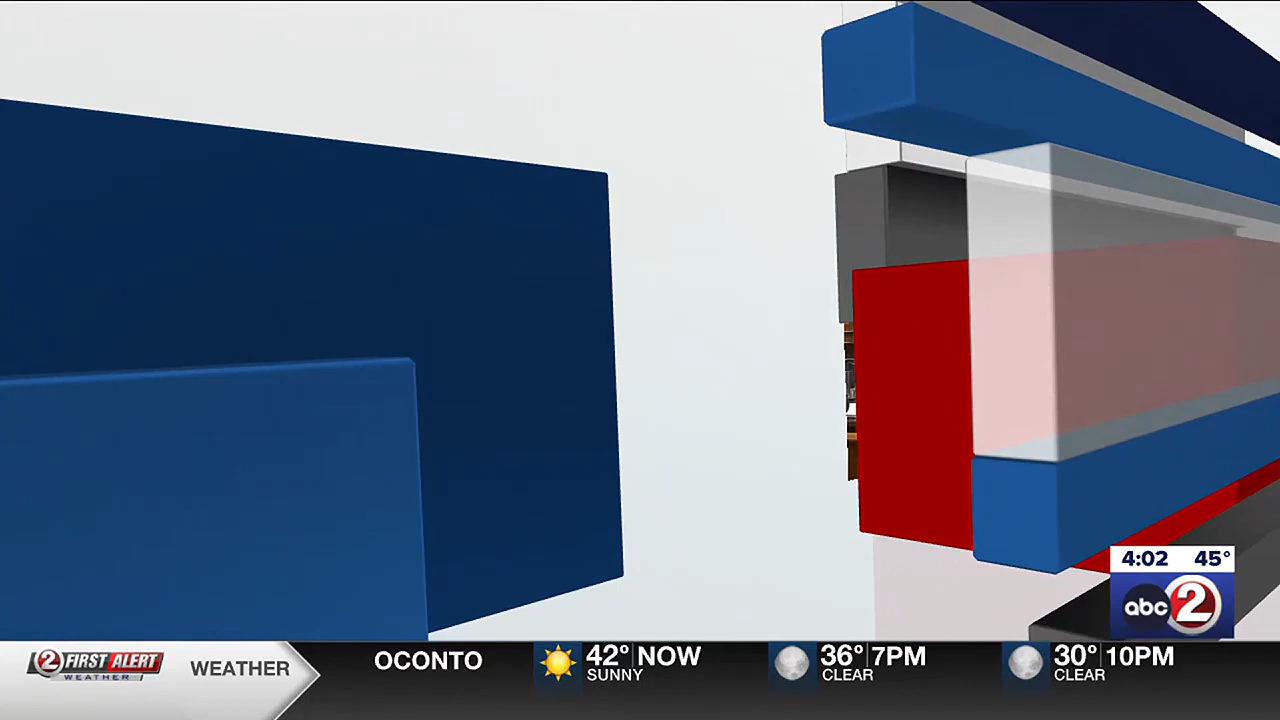 4:02 45°
abc 2
2 FIRST ALERT
WEATHER
WEATHER
OCONTO
42° NOW
SUNNY
36° 7PM
CLEAR
30° 10PM
CLEAR